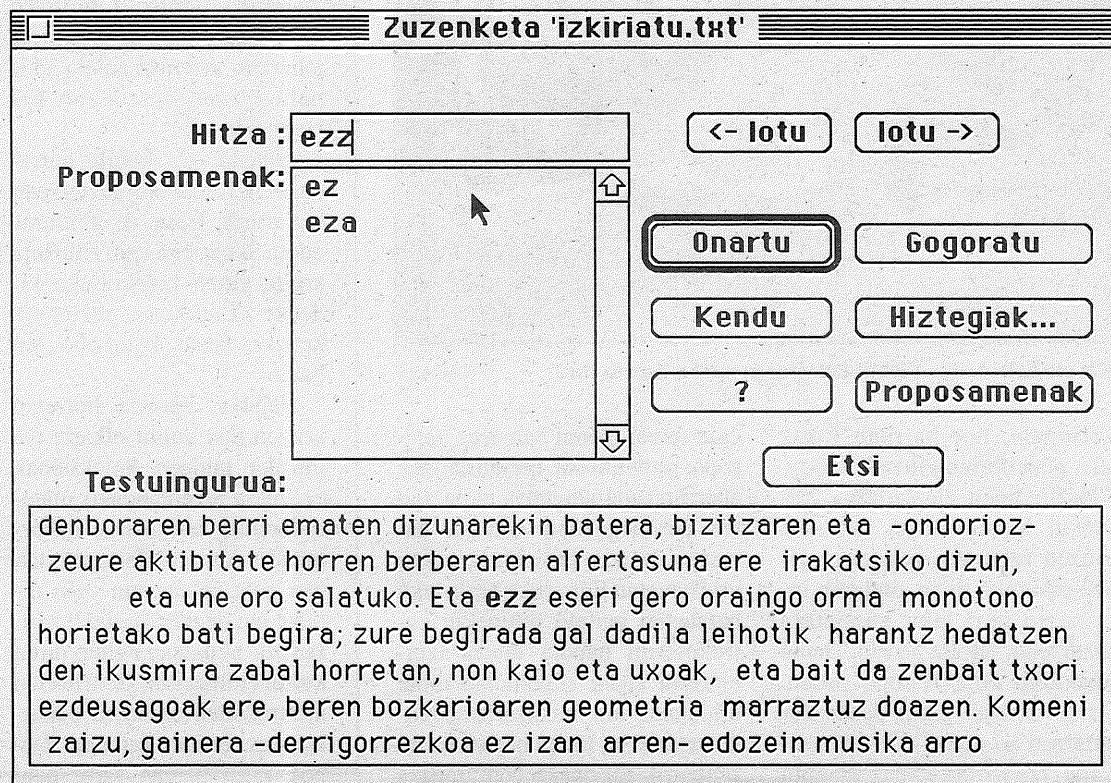 Zuzenketa 'izkiriatu.txt'
Hitza : ezz
<- lotu lotu ->
Proposamenak:
ez
eza
Onartu Gogoratu
Kendu Hiztegiak...
? Proposamenak
Etsi
Testuingurua:
denboraren berri ematen dizunarekin batera, bizitzaren eta -ondorioz-
zeure aktibitate horren berberaren alfertasuna ere irakatsiko dizun,
eta une oro salatuko. Eta ezz eseri gero oraingo orma monotono
horietako bati begira; zure begirada gal dadila leihotik harantz hedatzen
den ikusmira zabal horretan, non kaio eta uxoak, eta bait da zenbait txori
ezdeusagoak ere, beren bozkarioaren geometria marraztuz doazen. Komeni
zaizu, gainera -derrigorrezkoa ez izan arren- edozein musika arro